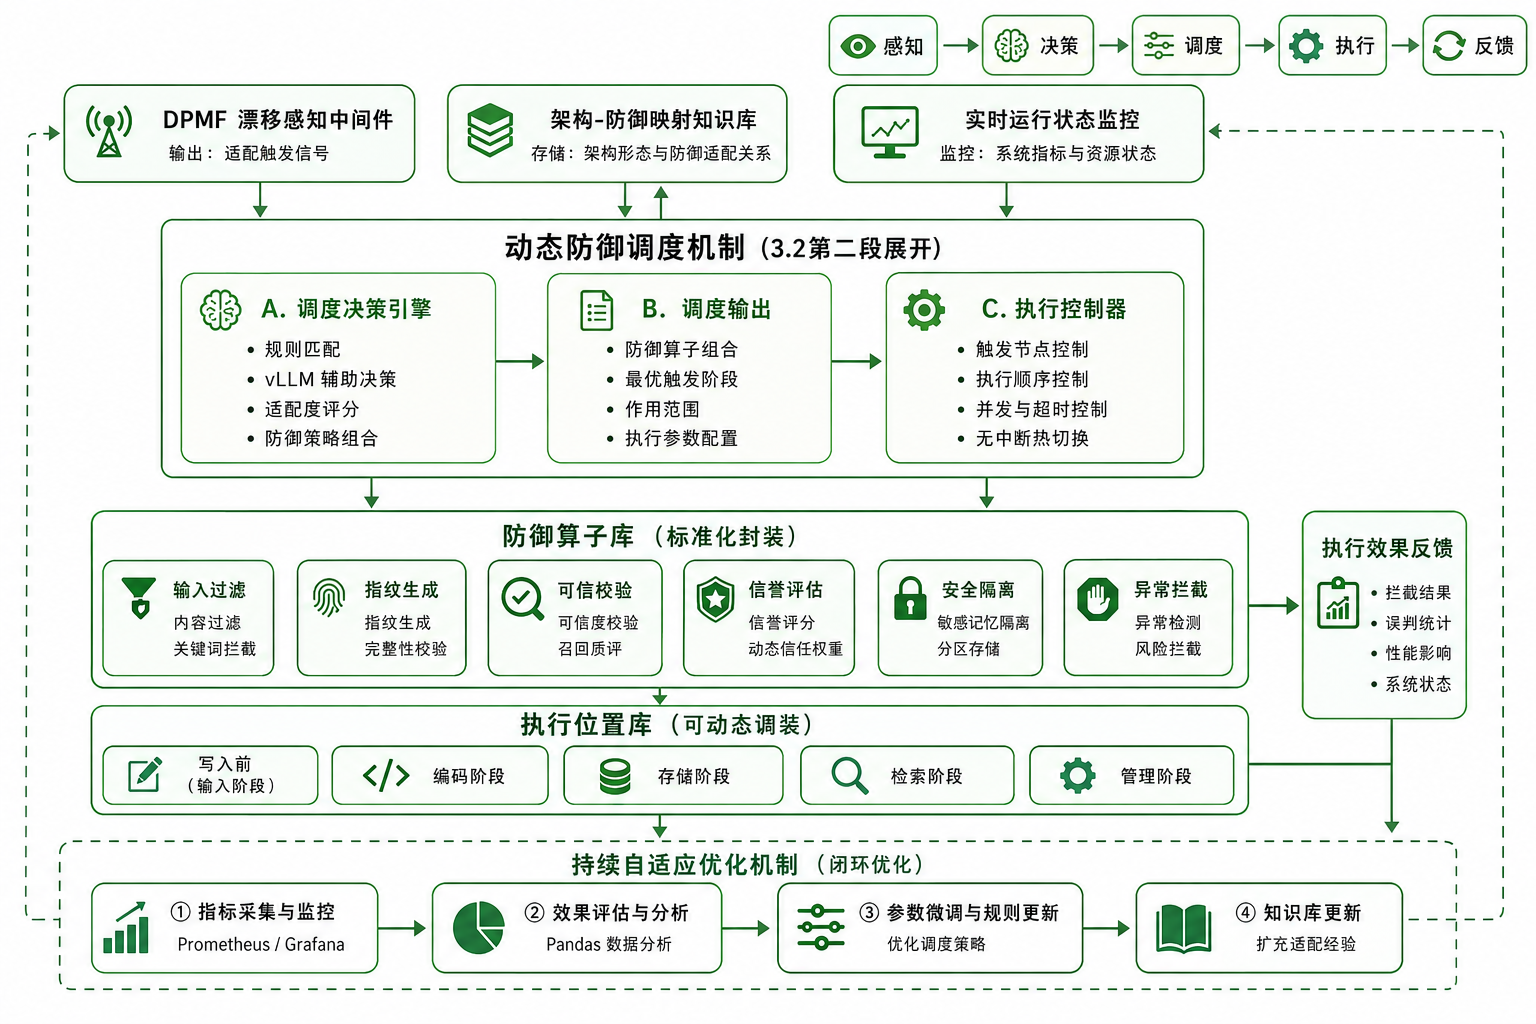 感知
决策
调度
执行
反馈
DPMF 漂移感知中间件
输出：适配触发信号
架构-防御映射知识库
存储：架构形态与防御适配关系
实时运行状态监控
监控：系统指标与资源状态
动态防御调度机制（3.2第二段展开）
A. 调度决策引擎
• 规则匹配
• vLLM 辅助决策
• 适配度评分
• 防御策略组合
B. 调度输出
• 防御算子组合
• 最优触发阶段
• 作用范围
• 执行参数配置
C. 执行控制器
• 触发节点控制
• 执行顺序控制
• 并发与超时控制
• 无中断热切换
防御算子库（标准化封装）
输入过滤
内容过滤
关键词拦截
指纹生成
指纹生成
完整性校验
可信校验
可信度校验
召回质评
信誉评估
信誉评分
动态信任权重
安全隔离
敏感记忆隔离
分区存储
异常拦截
异常检测
风险拦截
执行效果反馈
• 拦截结果
• 误判统计
• 性能影响
• 系统状态
执行位置库（可动态调装）
写入前
（输入阶段）
编码阶段
存储阶段
检索阶段
管理阶段
持续自适应优化机制（闭环优化）
① 指标采集与监控
Prometheus / Grafana
② 效果评估与分析
Pandas 数据分析
③ 参数微调与规则更新
优化调度策略
④ 知识库更新
扩充适配经验